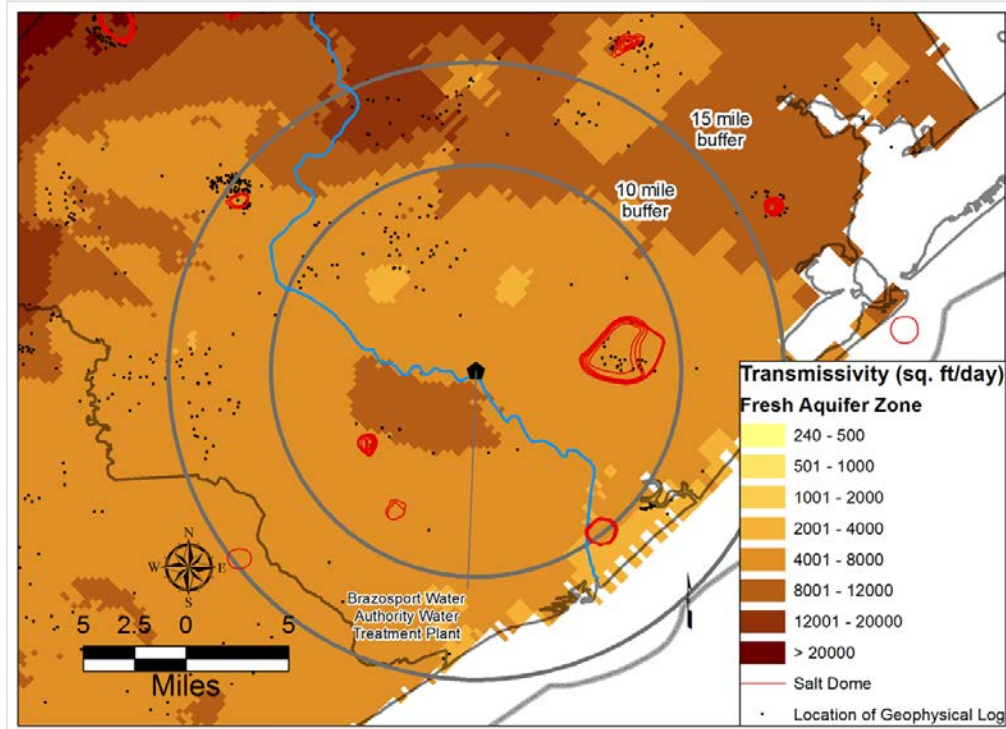 15 mile
buffer
10 mile
buffer
N
W E
S
5 2.5 0 5
Miles
Brazosport Water
Authority Water
Treatment Plant
Transmissivity (sq. ft/day)
Fresh Aquifer Zone
240 - 500
501 - 1000
1001 - 2000
2001 - 4000
4001 - 8000
8001 - 12000
12001 - 20000
> 20000
Salt Dome
Location of Geophysical Log